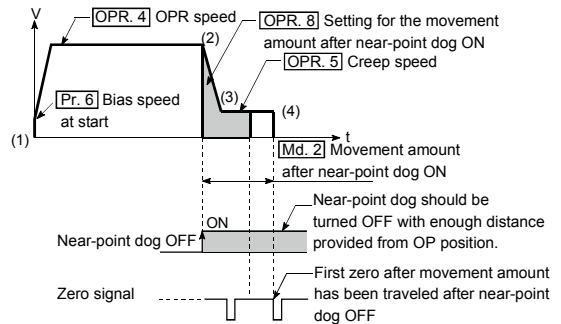 V
OPR. 4 OPR speed
OPR. 8 Setting for the movement
amount after near-point dog ON
(2)
OPR. 5 Creep speed
Pr. 6 Bias speed
at start
(3)
(4)
(1)
t
Md. 2 Movement amount
after near-point dog ON
Near-point dog should be
turned OFF with enough distance
provided from OP position.
ON
Near-point dog OFF
First zero after movement amount
has been traveled after near-point
dog OFF
Zero signal